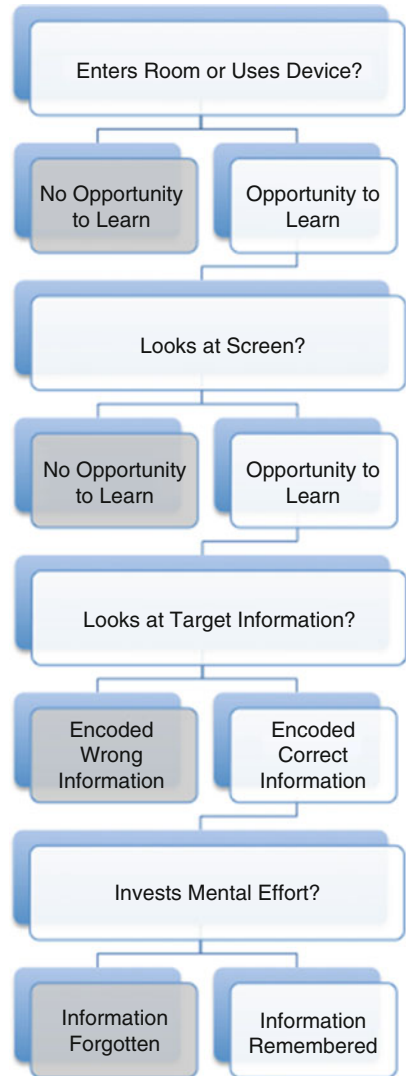 Enters Room or Uses Device?
No Opportunity
to Learn
Opportunity to
Learn
Looks at Screen?
No Opportunity
to Learn
Opportunity to
Learn
Looks at Target Information?
Encoded
Wrong
Information
Encoded
Correct
Information
Invests Mental Effort?
Information
Forgotten
Information
Remembered